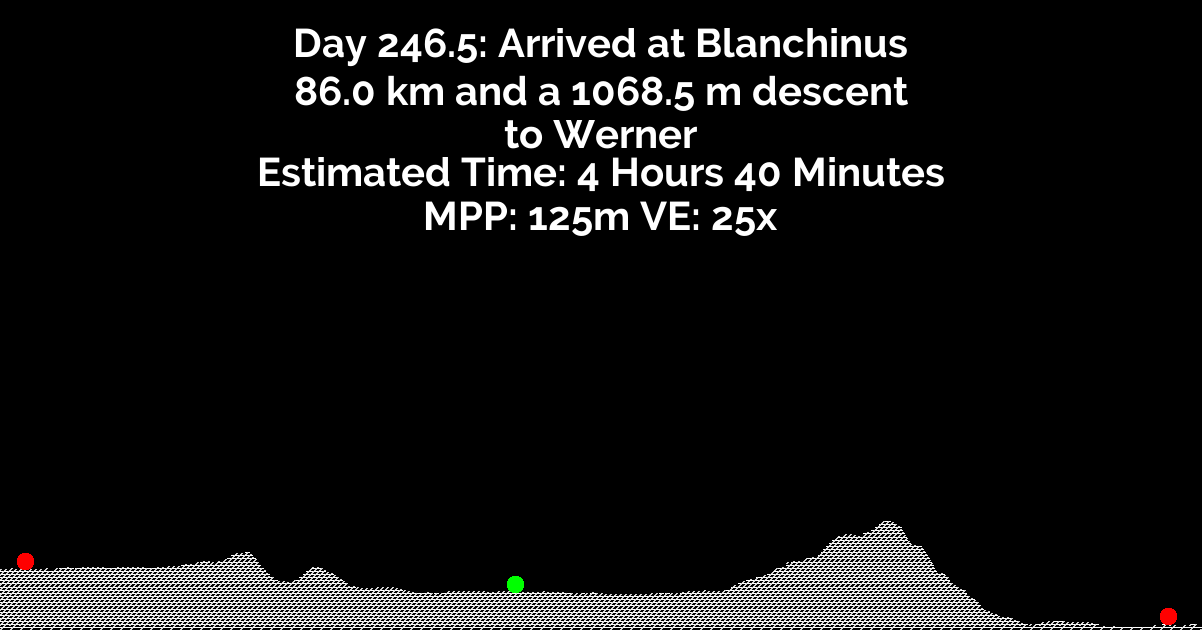 Day 246.5: Arrived at Blanchinus
86.0 km and a 1068.5 m descent
to Werner
Estimated Time: 4 Hours 40 Minutes
MPP: 125m VE: 25x